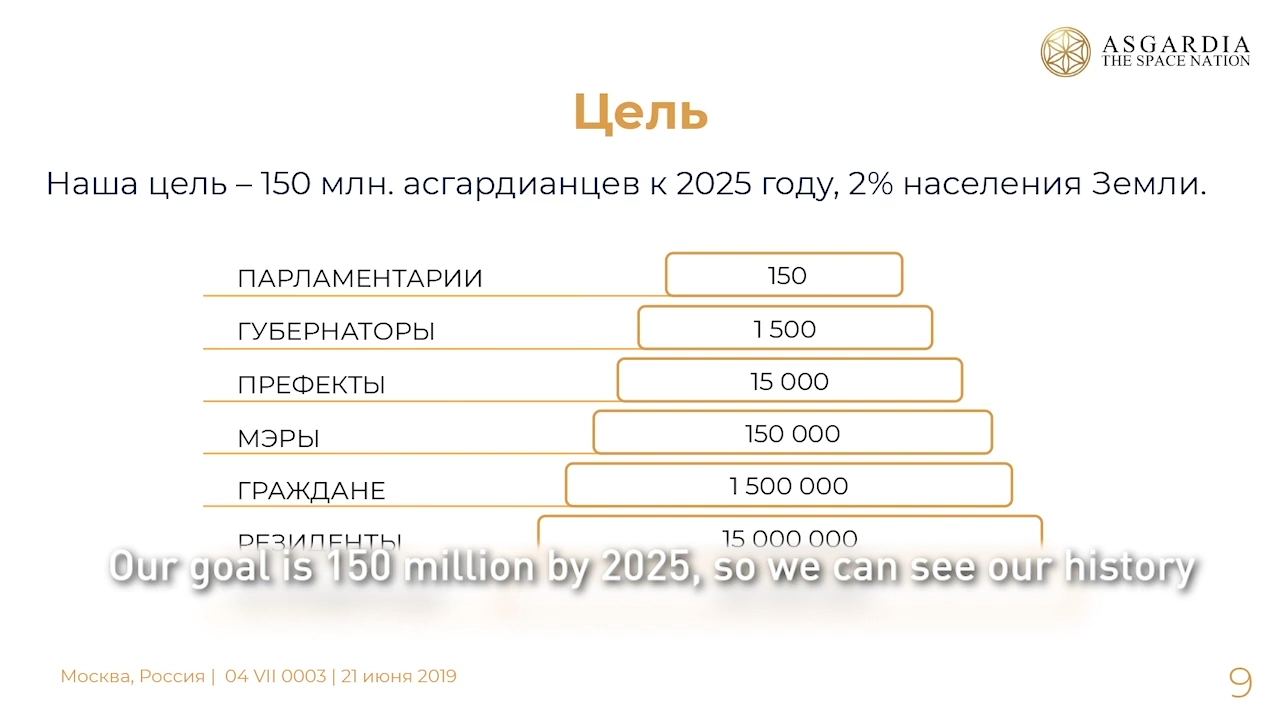 ASGARDIA
THE SPACE NATION
Цель
Наша цель – 150 млн. асгардианцев к 2025 году, 2% населения Земли.
ПАРЛАМЕНТАРИИ 150
ГУБЕРНАТОРЫ 1 500
ПРЕФЕКТЫ 15 000
МЭРЫ 150 000
ГРАЖДАНЕ 1 500 000
РЕЗИДЕНТЫ 15 000 000
Our goal is 150 million by 2025, so we can see our history
Москва, Россия | 04 VII 0003 | 21 июня 2019
9